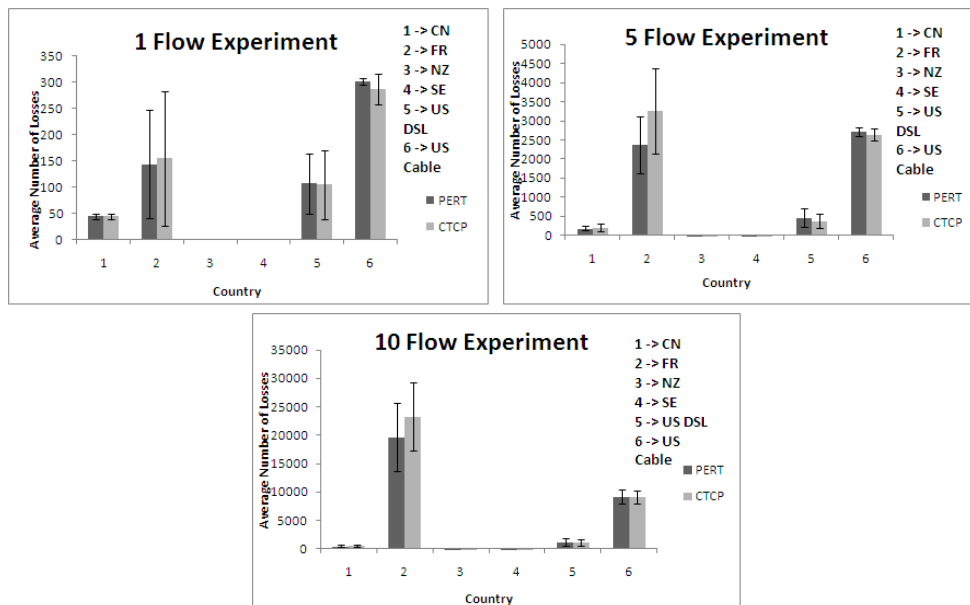 1 Flow Experiment
Average Number of Losses
350
300
250
200
150
100
50
0
1 2 3 4 5 6
Country
1 -> CN
2 -> FR
3 -> NZ
4 -> SE
5 -> US
DSL
6 -> US
Cable
PERT
CTCP
5 Flow Experiment
Average Number of Losses
5000
4500
4000
3500
3000
2500
2000
1500
1000
500
0
1 2 3 4 5 6
Country
1 -> CN
2 -> FR
3 -> NZ
4 -> SE
5 -> US
DSL
6 -> US
Cable
PERT
CTCP
10 Flow Experiment
Average Number of Losses
35000
30000
25000
20000
15000
10000
5000
0
1 2 3 4 5 6
Country
1 -> CN
2 -> FR
3 -> NZ
4 -> SE
5 -> US DSL
6 -> US
Cable
PERT
CTCP